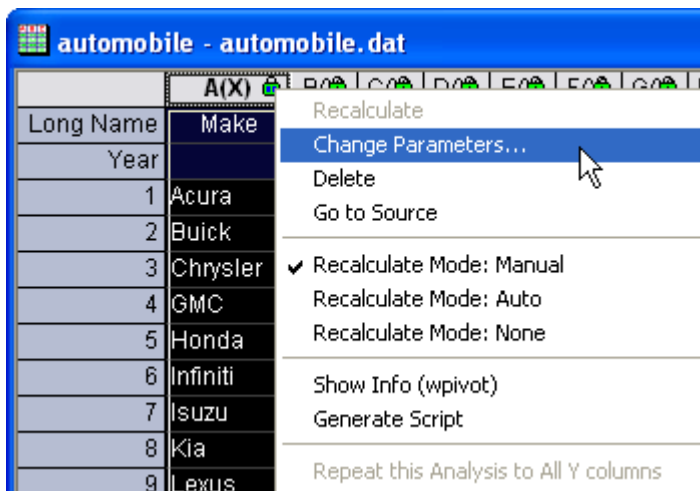 automobile - automobile.dat
A(X) B( C( D( E( F( G(
Long Name Make
Year
1 Acura
2 Buick
3 Chrysler
4 GMC
5 Honda
6 Infiniti
7 Isuzu
8 Kia
9 Lexus
Recalculate
Change Parameters...
Delete
Go to Source
Recalculate Mode: Manual
Recalculate Mode: Auto
Recalculate Mode: None
Show Info (wpivot)
Generate Script
Repeat this Analysis to All Y columns